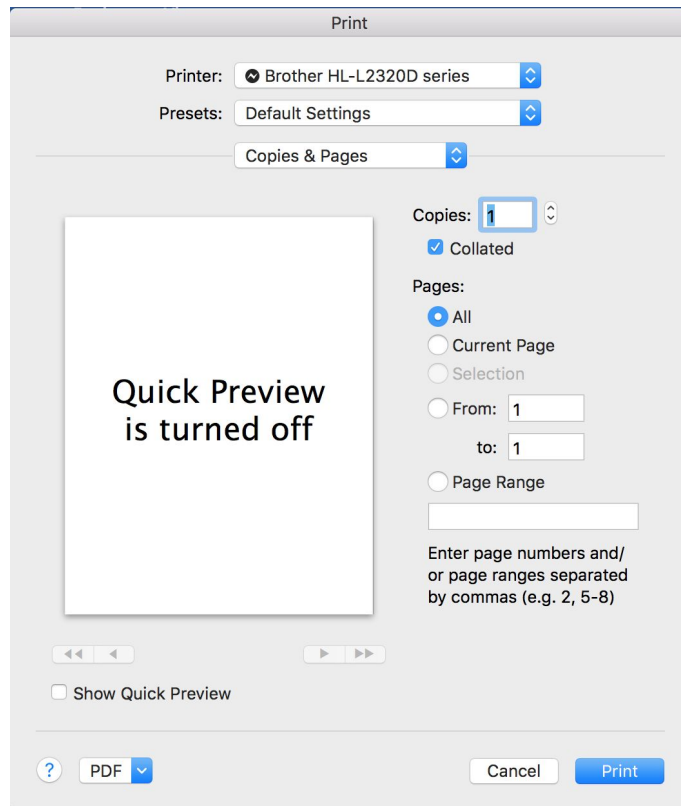 Print
Printer: Brother HL-L2320D series
Presets: Default Settings
Copies & Pages
Copies: 1
Collated
Pages:
All
Current Page
Selection
From: 1
to: 1
Page Range
Enter page numbers and/
or page ranges separated
by commas (e.g. 2, 5-8)
Quick Preview
is turned off
Show Quick Preview
? PDF Cancel Print